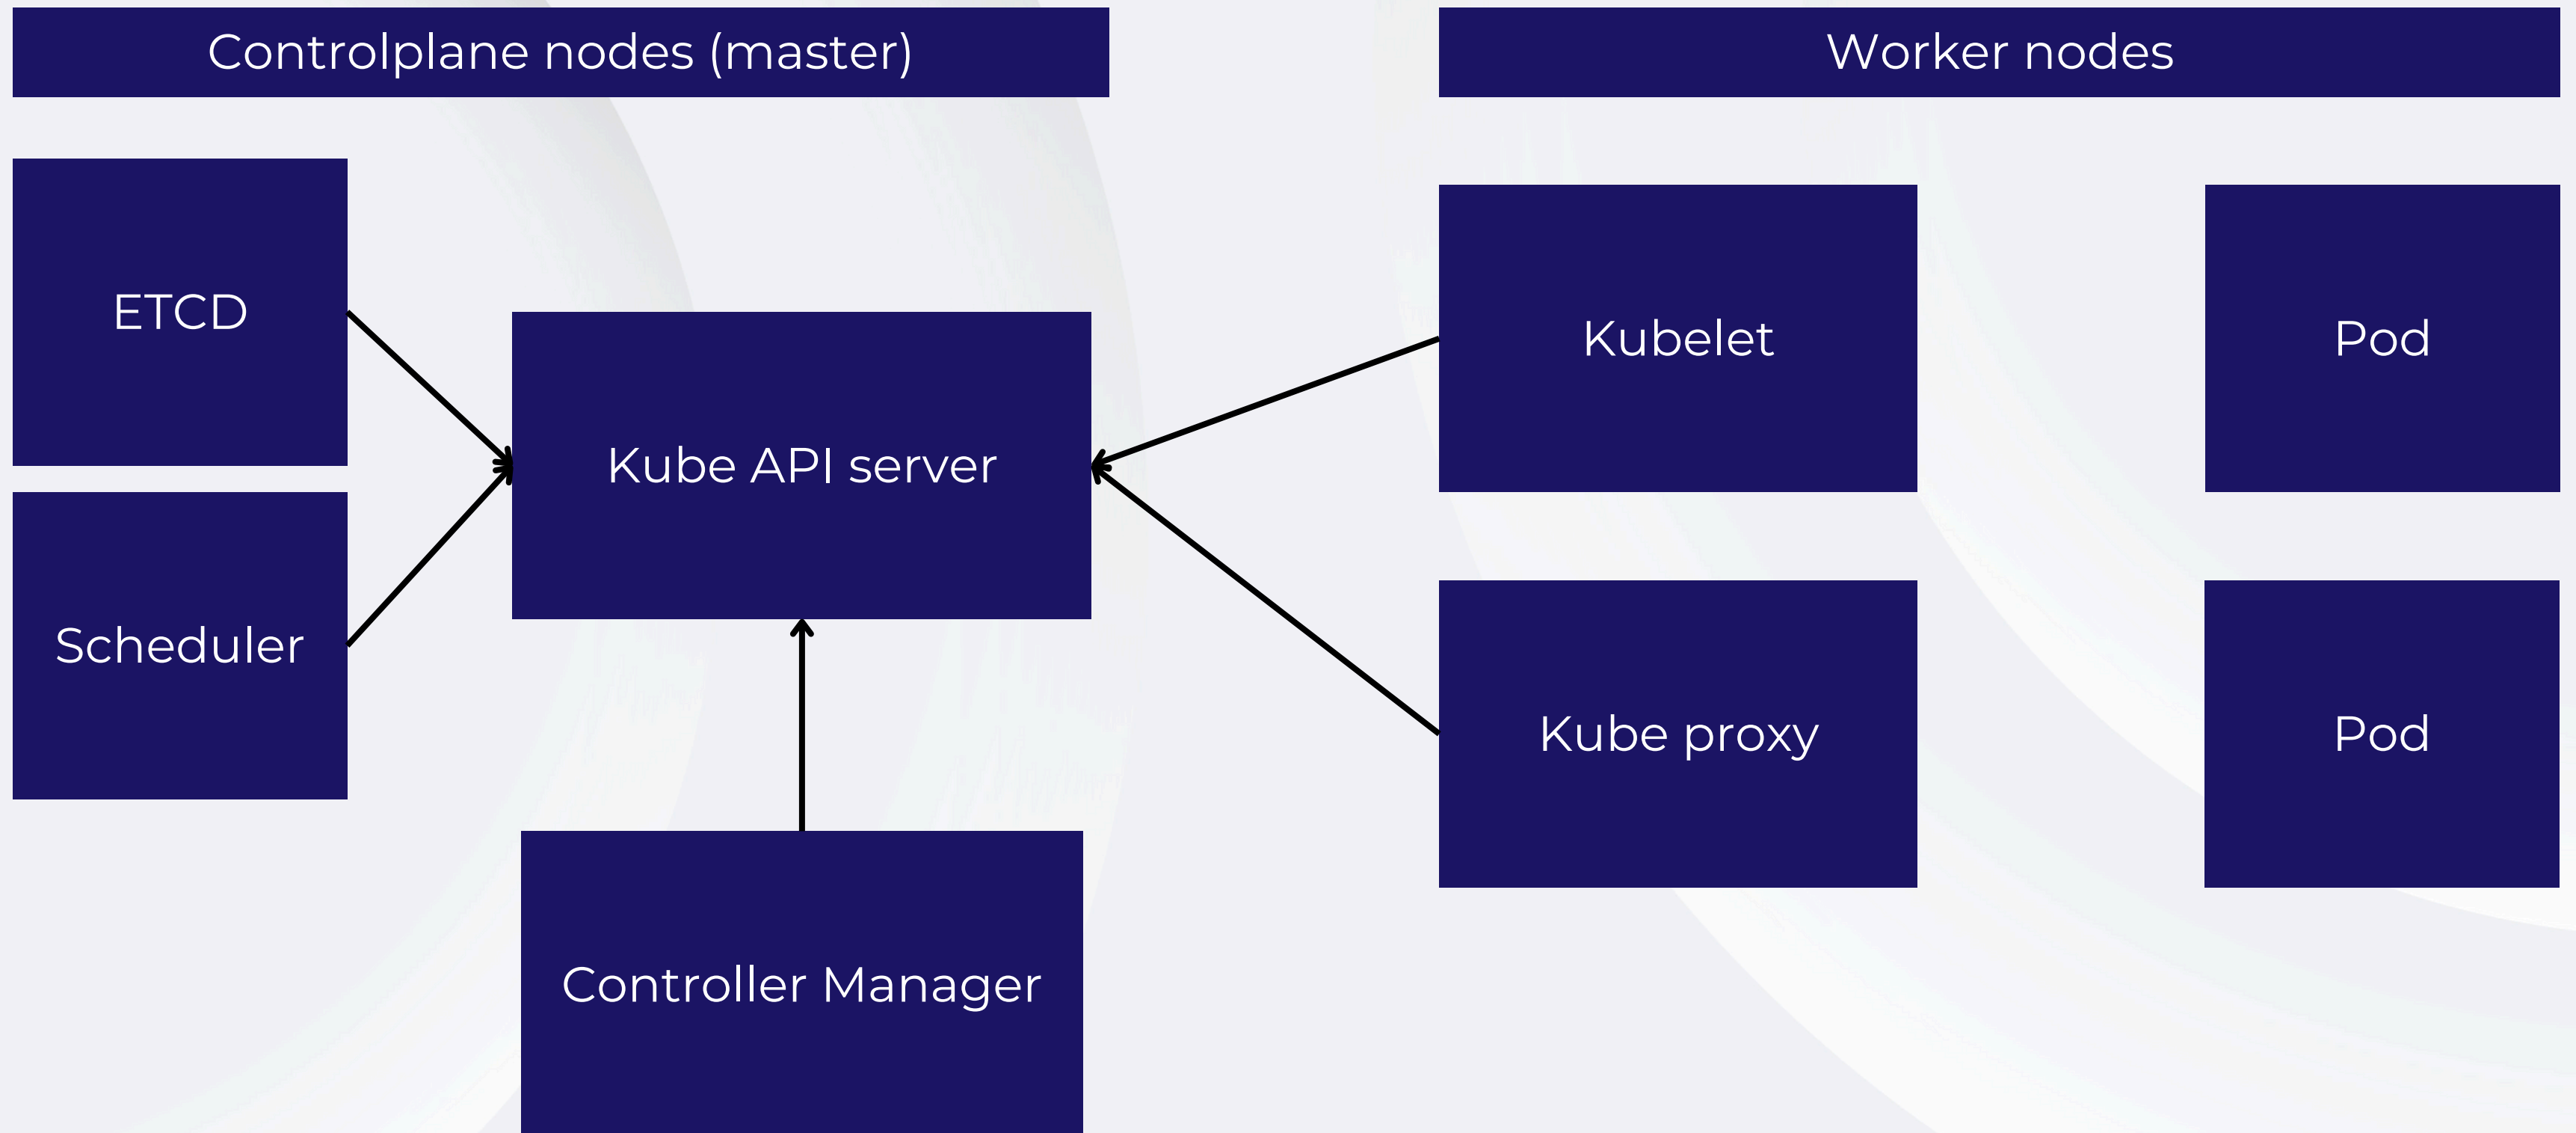 Controlplane nodes (master)
Worker nodes
ETCD
Scheduler
Kube API server
Controller Manager
Kubelet
Kube proxy
Pod
Pod